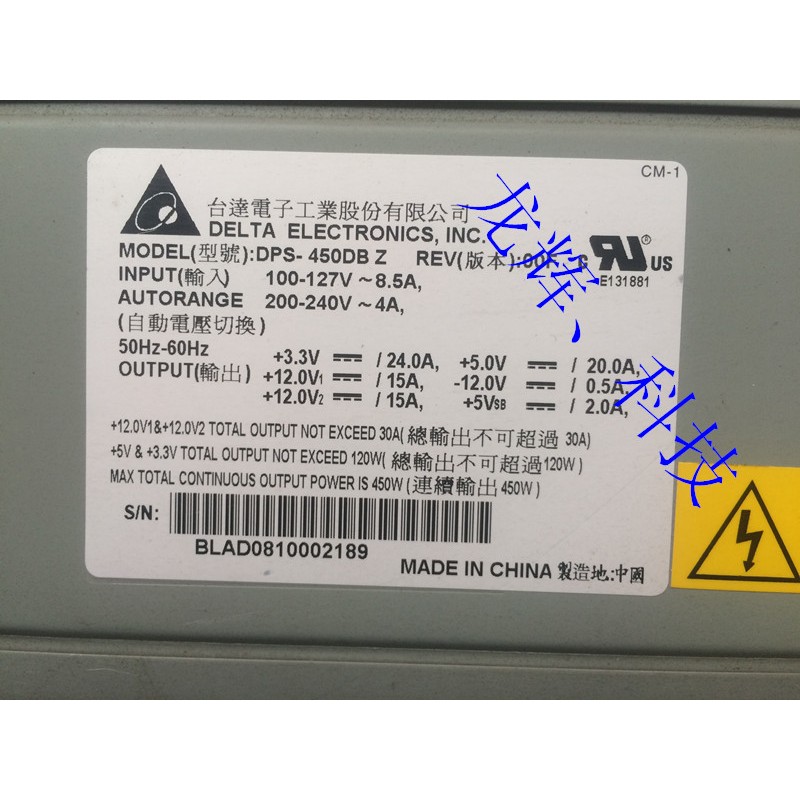 CM-1
台達電子工業股份有限公司
DELTA ELECTRONICS, INC.
MODEL(型號):DPS- 450DB Z REV(版本):00F
INPUT(輸入) 100-127V ~ 8.5A,
AUTORANGE 200-240V ~ 4A,
(自動電壓切換)
50Hz-60Hz
OUTPUT(輸出)
+3.3V / 24.0A, +5.0V / 20.0A,
+12.0V1 / 15A, -12.0V / 0.5A,
+12.0V2 / 15A, +5VSB / 2.0A,
+12.0V1&+12.0V2 TOTAL OUTPUT NOT EXCEED 30A(總輸出不可超過 30A)
+5V & +3.3V TOTAL OUTPUT NOT EXCEED 120W(總輸出不可超過120W)
MAX TOTAL CONTINUOUS OUTPUT POWER IS 450W(連續輸出450W)
S/N:
BLAD0810002189
MADE IN CHINA 製造地:中國
c RU ® US
E131881
龙辉、科技